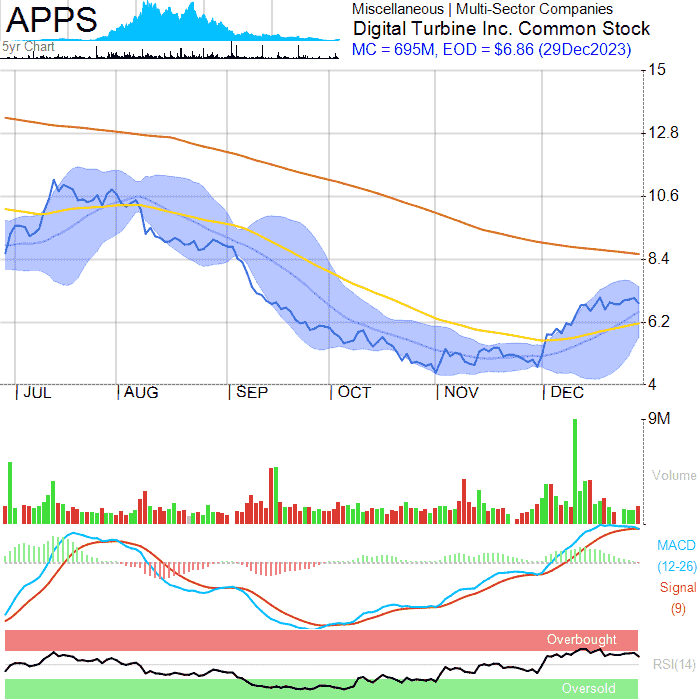 APPS
5yr Chart
Miscellaneous | Multi-Sector Companies
Digital Turbine Inc. Common Stock
MC = 695M, EOD = $6.86 (29Dec2023)
15
12.8
10.6
8.4
6.2
4
JUL AUG SEP OCT NOV DEC
9M
Volume
MACD
(12-26)
Signal
(9)
Overbought
RSI(14)
Oversold